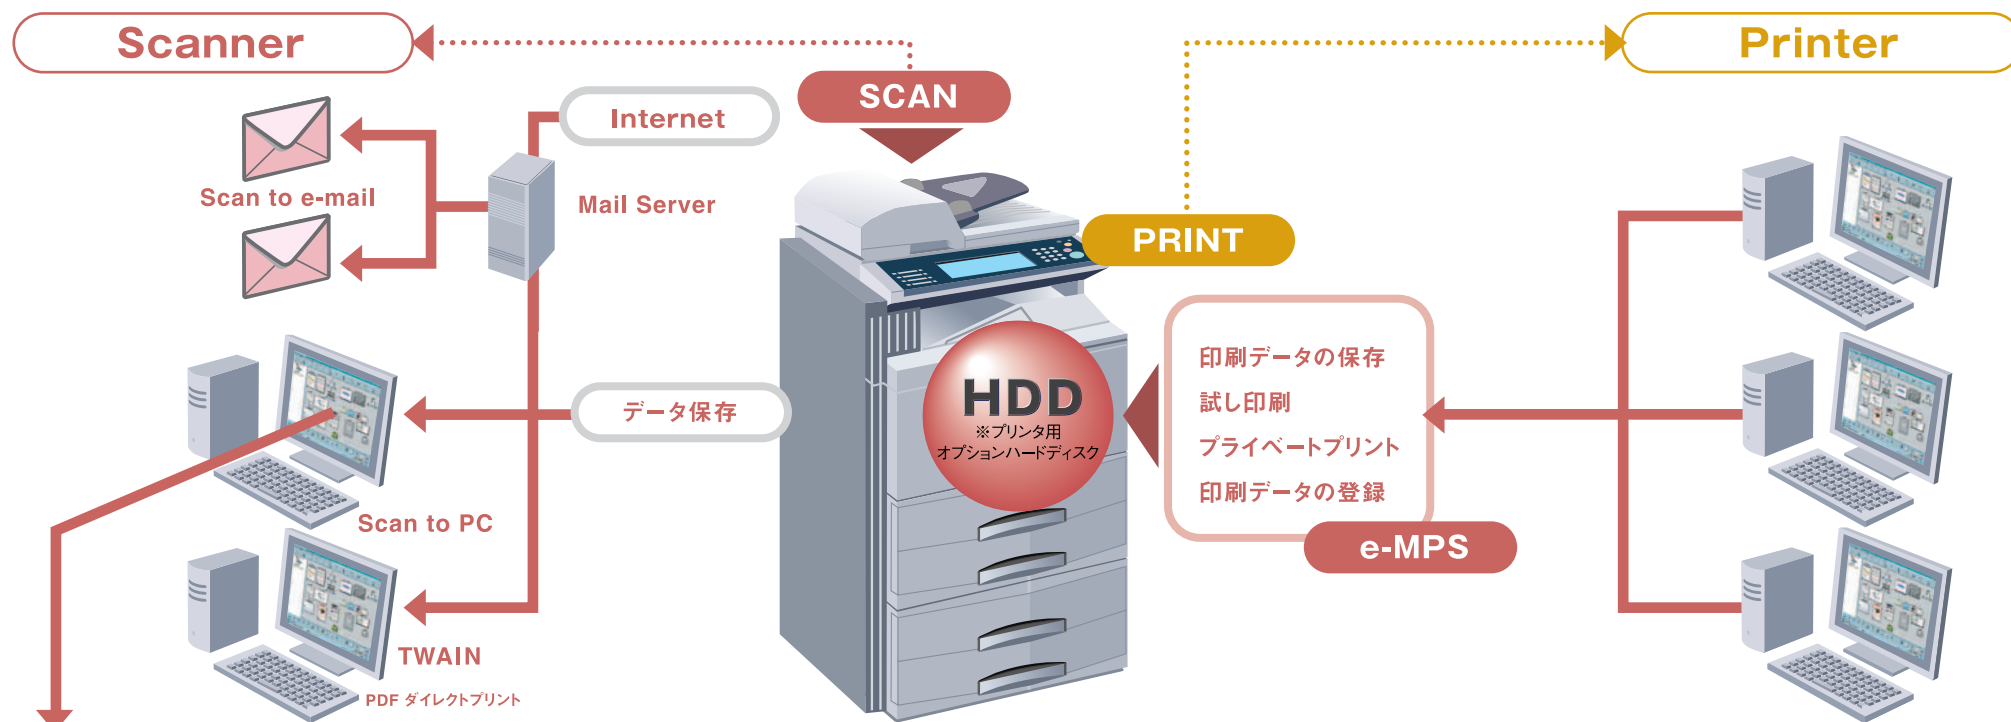 Scanner
SCAN
Printer
Internet
Scan to e-mail
Mail Server
PRINT
データ保存
HDD
※プリンタ用
オプションハードディスク
印刷データの保存
試し印刷
プライベートプリント
印刷データの登録
e-MPS
Scan to PC
TWAIN
PDF ダイレクトプリント